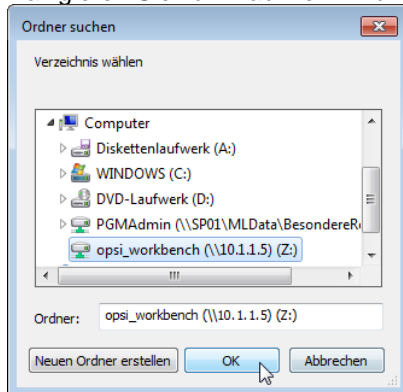 Ordner suchen
Verzeichnis wählen
Computer
Diskettenlaufwerk (A:)
WINDOWS (C:)
DVD-Laufwerk (D:)
PGMAdmin (\\SP01\MLData\BesondereR
opsi_workbench (\\10.1.1.5) (Z:)
Ordner: opsi_workbench (\\10.1.1.5) (Z:)
Neuen Ordner erstellen OK Abbrechen